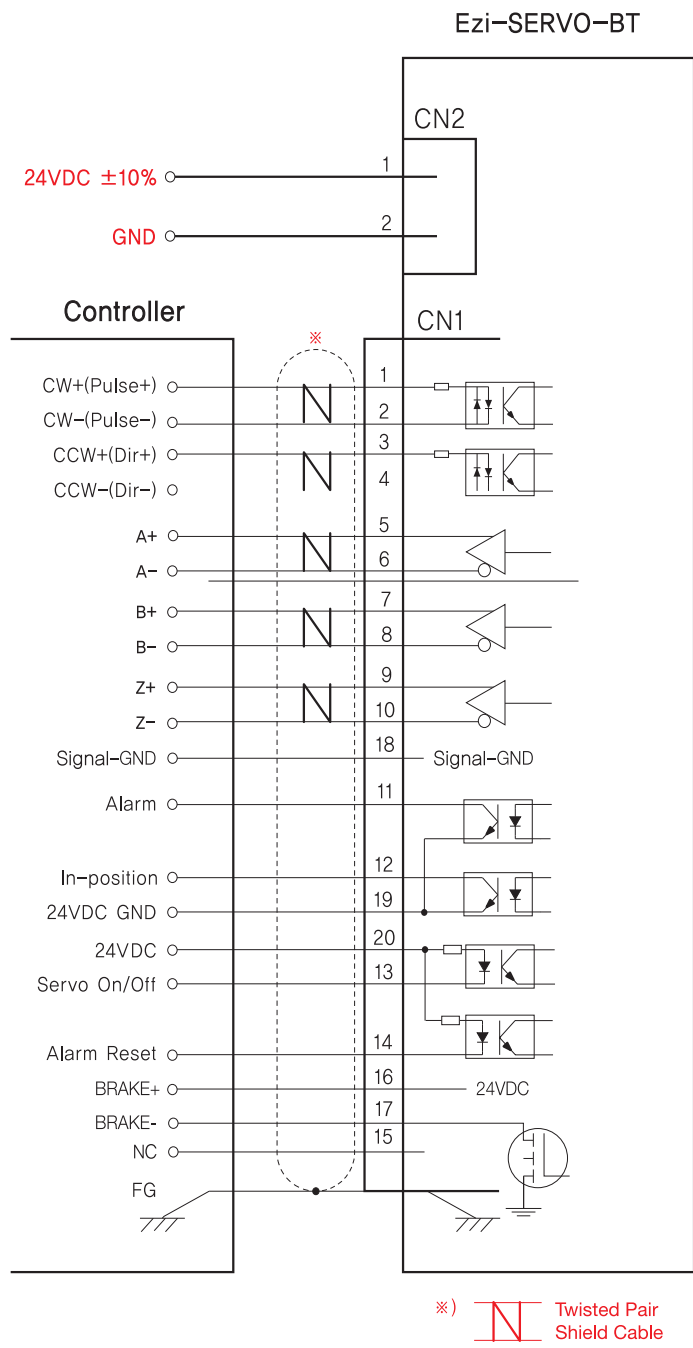 Ezi-SERVO-BT
CN2
24VDC ±10%
1
GND
2
Controller
CN1
※
CW+(Pulse+)
1
CW-(Pulse-)
2
CCW+(Dir+)
3
CCW-(Dir-)
4
A+
5
A-
6
B+
7
B-
8
Z+
9
Z-
10
Signal-GND
18
Signal-GND
Alarm
11
In-position
12
24VDC GND
19
24VDC
20
Servo On/Off
13
Alarm Reset
14
BRAKE+
16
24VDC
BRAKE-
17
NC
15
FG
※)
Twisted Pair
Shield Cable